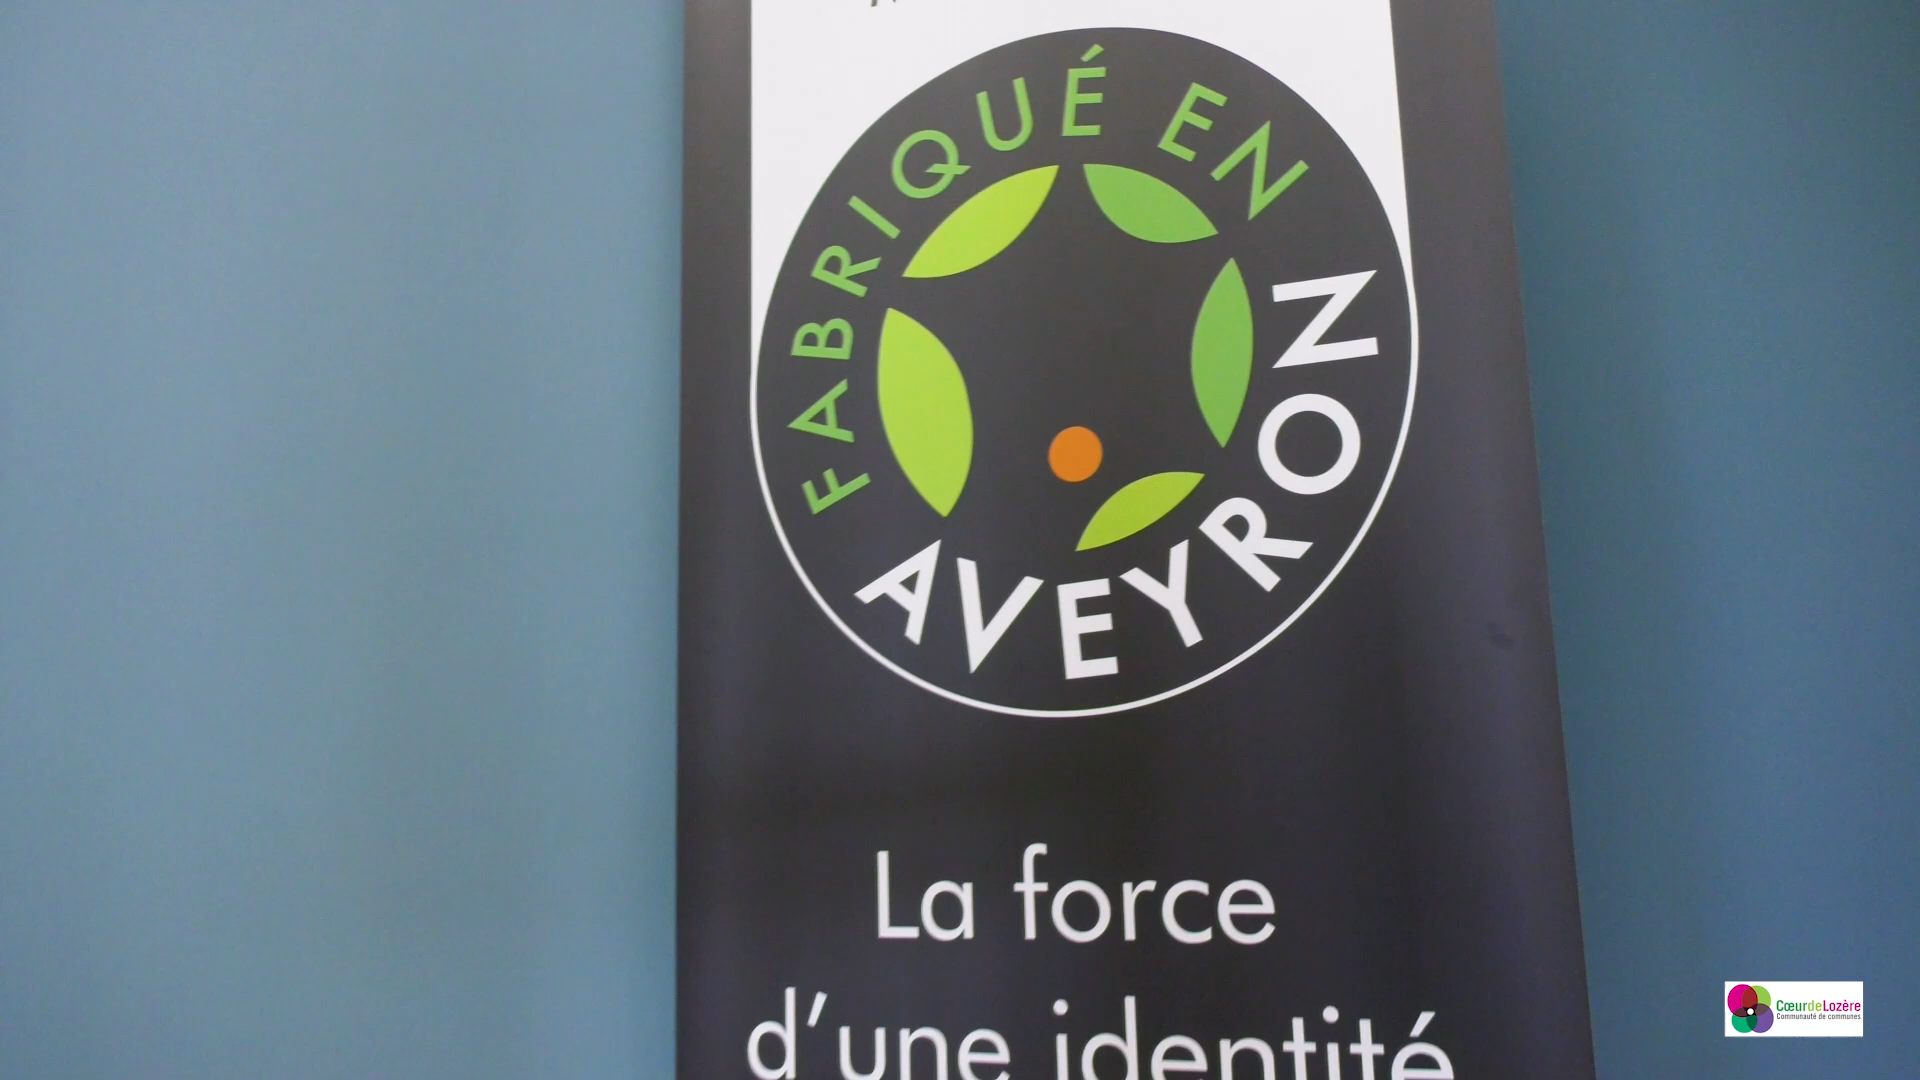 FABRIQUÉ EN
AVEYRON
La force
d'une identité
CœurdeLozère
Communauté de communes